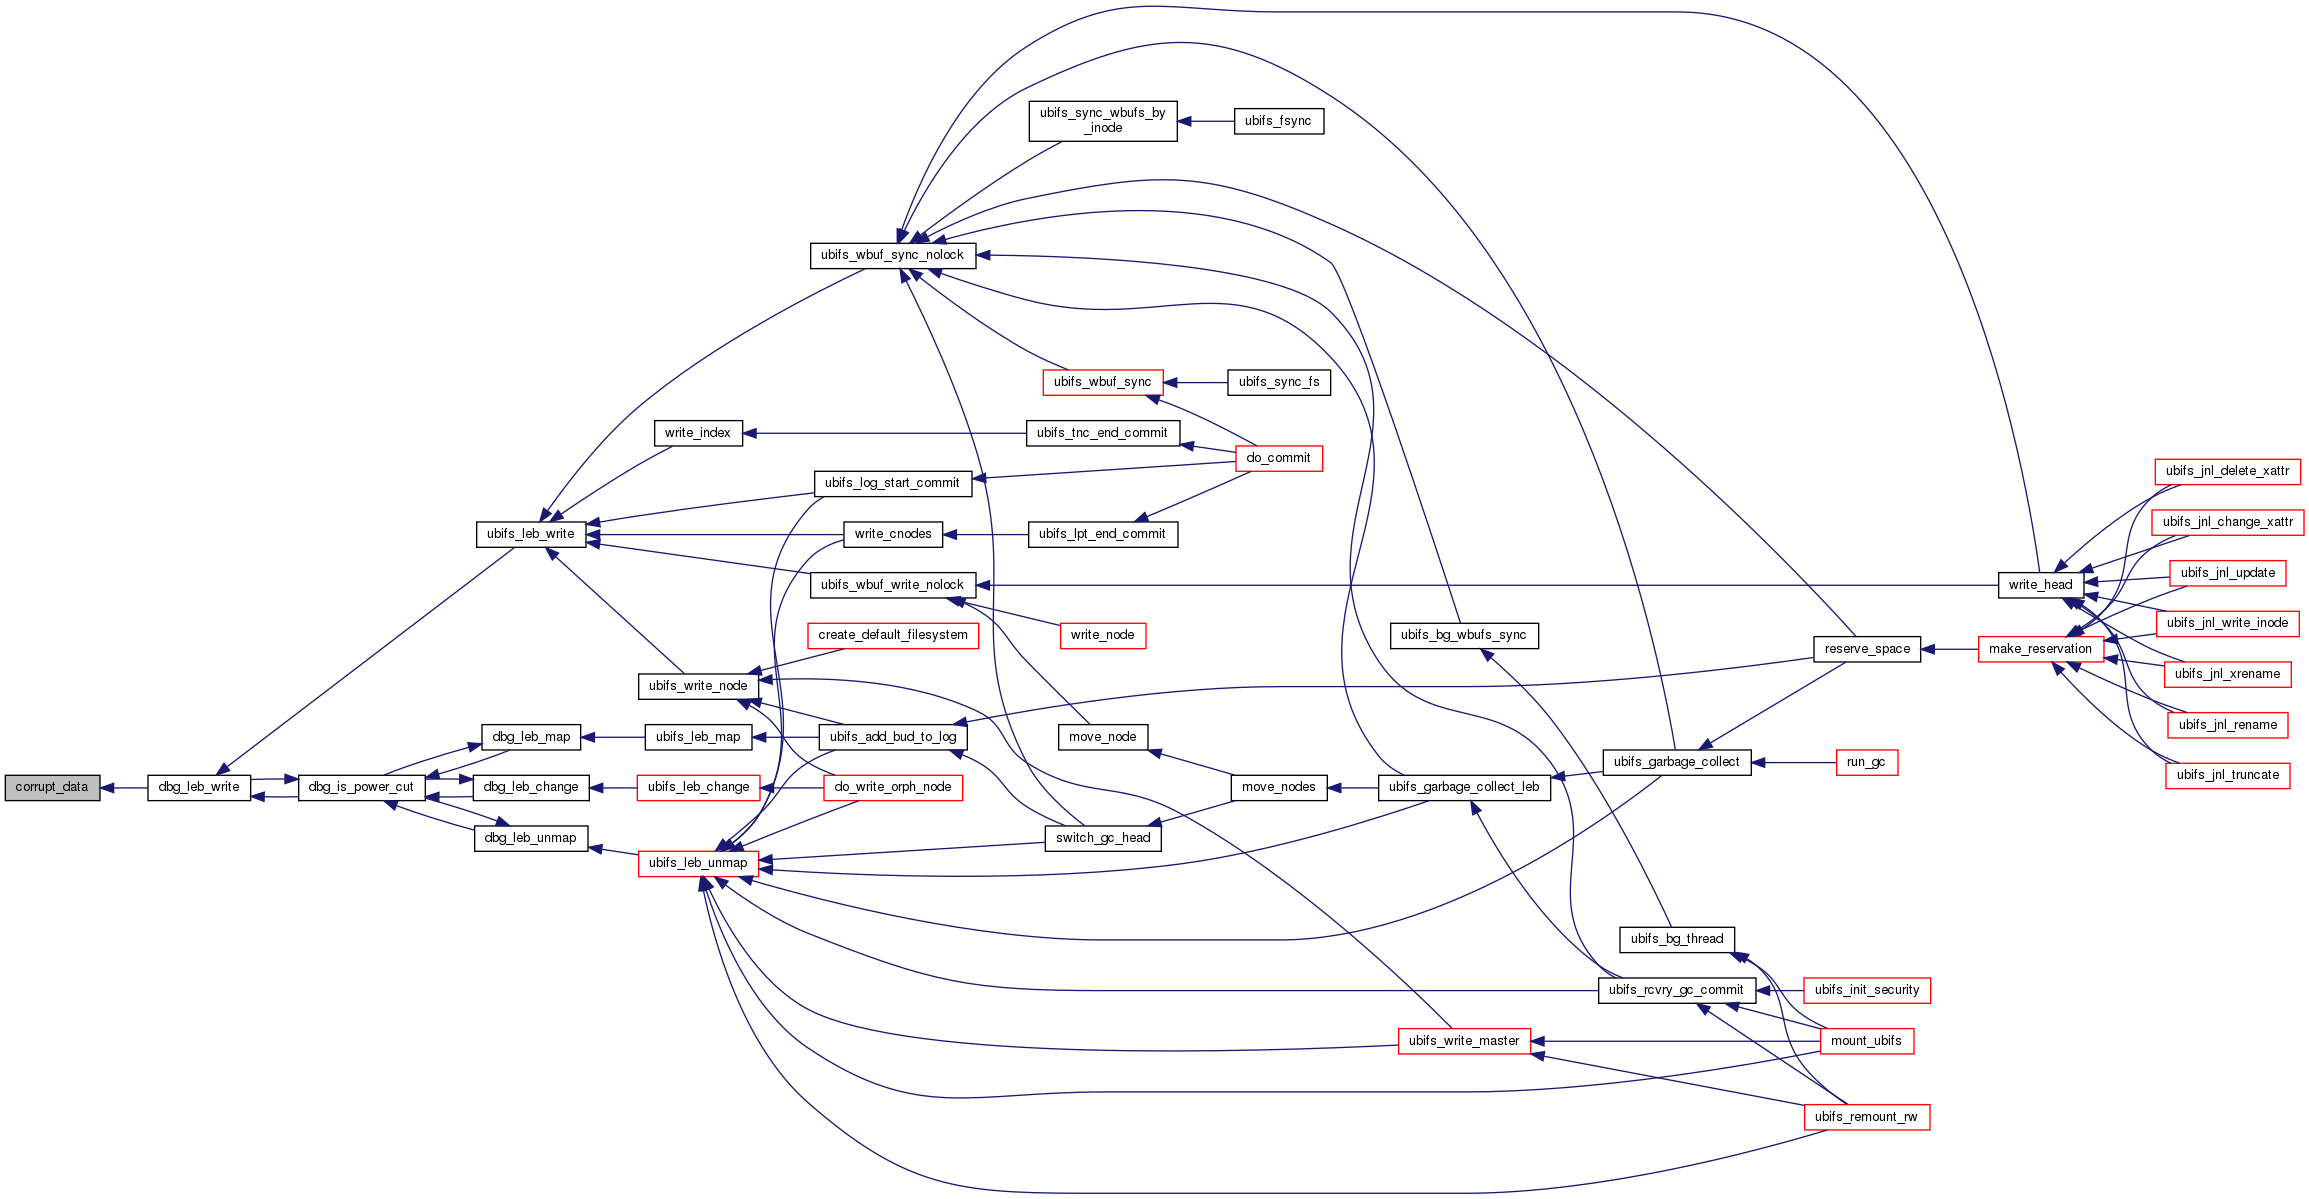 corrupt_data
dbg_leb_write
dbg_is_power_cut
dbg_leb_map
dbg_leb_change
dbg_leb_unmap
ubifs_leb_write
write_index
ubifs_write_node
ubifs_leb_map
ubifs_leb_change
ubifs_leb_unmap
ubifs_wbuf_sync_nolock
ubifs_log_start_commit
write_cnodes
ubifs_wbuf_write_nolock
create_default_filesystem
ubifs_add_bud_to_log
do_write_orph_node
ubifs_sync_wbufs_by
_inode
ubifs_wbuf_sync
ubifs_tnc_end_commit
ubifs_lpt_end_commit
write_node
move_node
switch_gc_head
ubifs_fsync
ubifs_sync_fs
do_commit
move_nodes
ubifs_bg_wbufs_sync
ubifs_garbage_collect_leb
ubifs_write_master
ubifs_garbage_collect
ubifs_bg_thread
ubifs_rcvry_gc_commit
reserve_space
run_gc
ubifs_init_security
mount_ubifs
ubifs_remount_rw
write_head
make_reservation
ubifs_jnl_delete_xattr
ubifs_jnl_change_xattr
ubifs_jnl_update
ubifs_jnl_write_inode
ubifs_jnl_xrename
ubifs_jnl_rename
ubifs_jnl_truncate